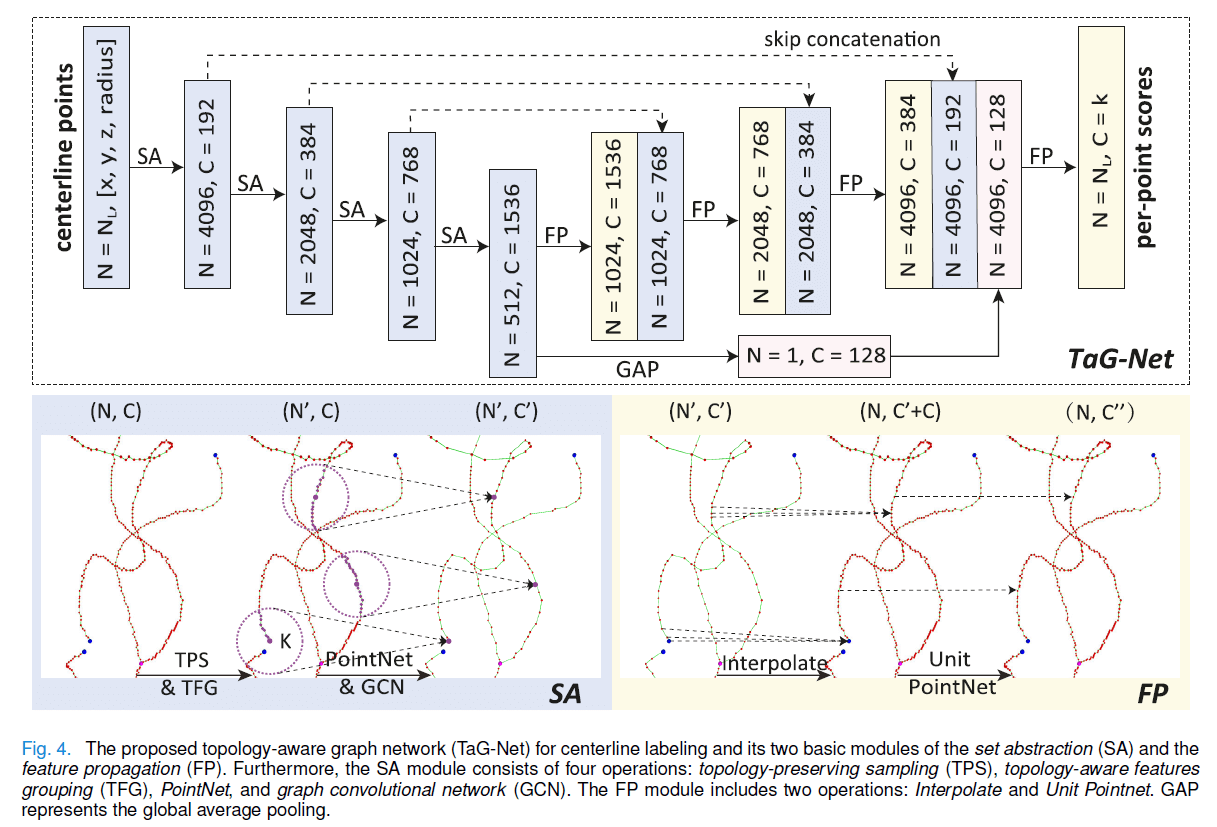 centerline points
N = N_L, [x, y, z, radius]
SA
N = 4096, C = 192
SA
N = 2048, C = 384
SA
N = 1024, C = 768
SA
N = 512, C = 1536
FP
N = 1024, C = 1536
N = 1024, C = 768
FP
N = 2048, C = 768
N = 2048, C = 384
FP
skip concatenation
N = 4096, C = 384
N = 4096, C = 192
N = 4096, C = 128
FP
N = N_L, C = k
per-point scores
GAP
N = 1, C = 128
TaG-Net
(N, C)
(N′, C)
(N′, C′)
K
TPS
& TFG
PointNet
& GCN
SA
(N′, C′)
(N, C′+C)
(N, C′′)
Interpolate
Unit
PointNet
FP
Fig. 4. The proposed topology-aware graph network (TaG-Net) for centerline labeling and its two basic modules of the set abstraction (SA) and the
feature propagation (FP). Furthermore, the SA module consists of four operations: topology-preserving sampling (TPS), topology-aware features
grouping (TFG), PointNet, and graph convolutional network (GCN). The FP module includes two operations: Interpolate and Unit Pointnet. GAP
represents the global average pooling.